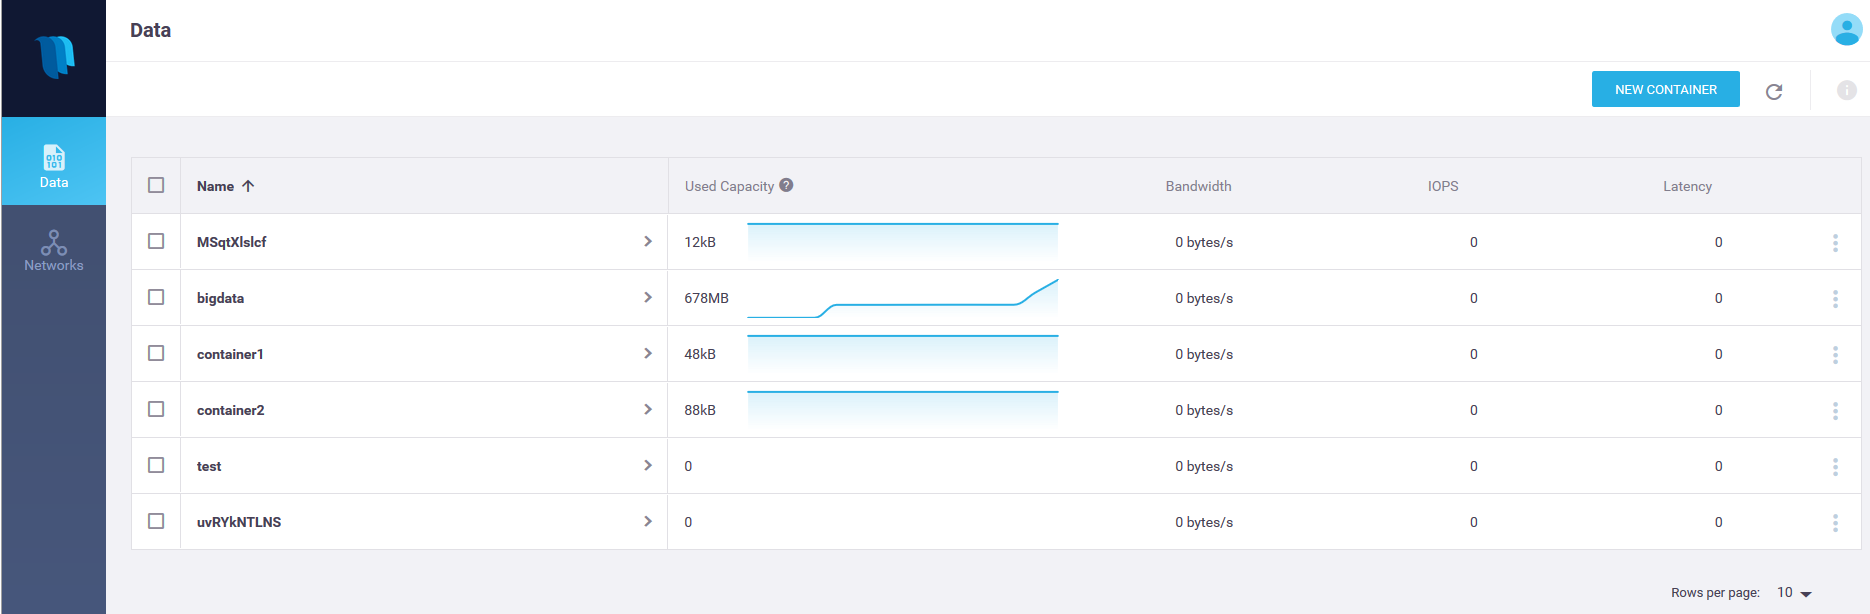 Data
NEW CONTAINER
Data
Networks
Name Used Capacity Bandwidth IOPS Latency
MSqtXlslcf 12kB 0 bytes/s 0 0
bigdata 678MB 0 bytes/s 0 0
container1 48kB 0 bytes/s 0 0
container2 88kB 0 bytes/s 0 0
test 0 0 bytes/s 0 0
uvRYkNTLNS 0 0 bytes/s 0 0
Rows per page: 10